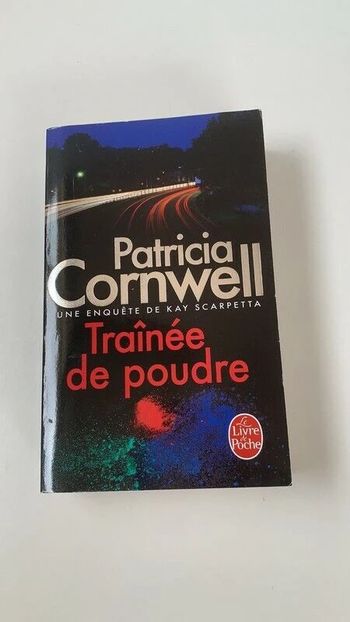 Patricia
Cornwell
UNE ENQUÊTE DE KAY SCARPETTA
Traînée
de poudre
Le
Livre
de
Poche